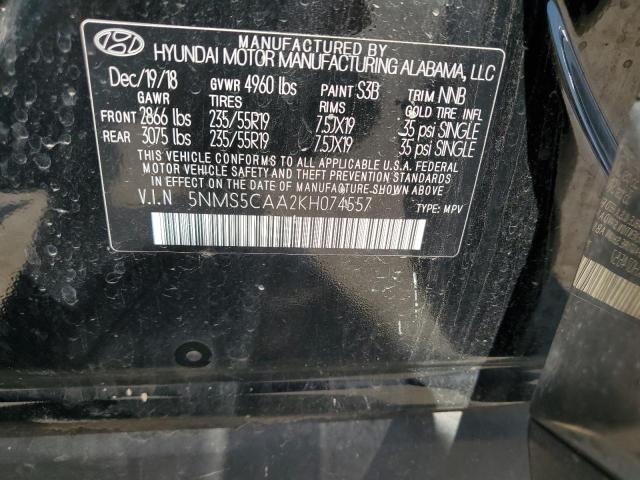 MANUFACTURED BY
HYUNDAI MOTOR MANUFACTURING ALABAMA, LLC
Dec/19/18 GVWR 4960 lbs PAINT S3B TRIM NNB
GAWR TIRES RIMS COLD TIRE INFL
FRONT 2866 lbs 235/55R19 7.5JX19 35 psi SINGLE
REAR 3075 lbs 235/55R19 7.5JX19 35 psi SINGLE
THIS VEHICLE CONFORMS TO ALL APPLICABLE U.S.A. FEDERAL
MOTOR VEHICLE SAFETY AND THEFT PREVENTION STANDARDS
IN EFFECT ON THE DATE OF MANUFACTURE SHOWN ABOVE.
V.I.N 5NMS5CAA2KH074557 TYPE: MPV